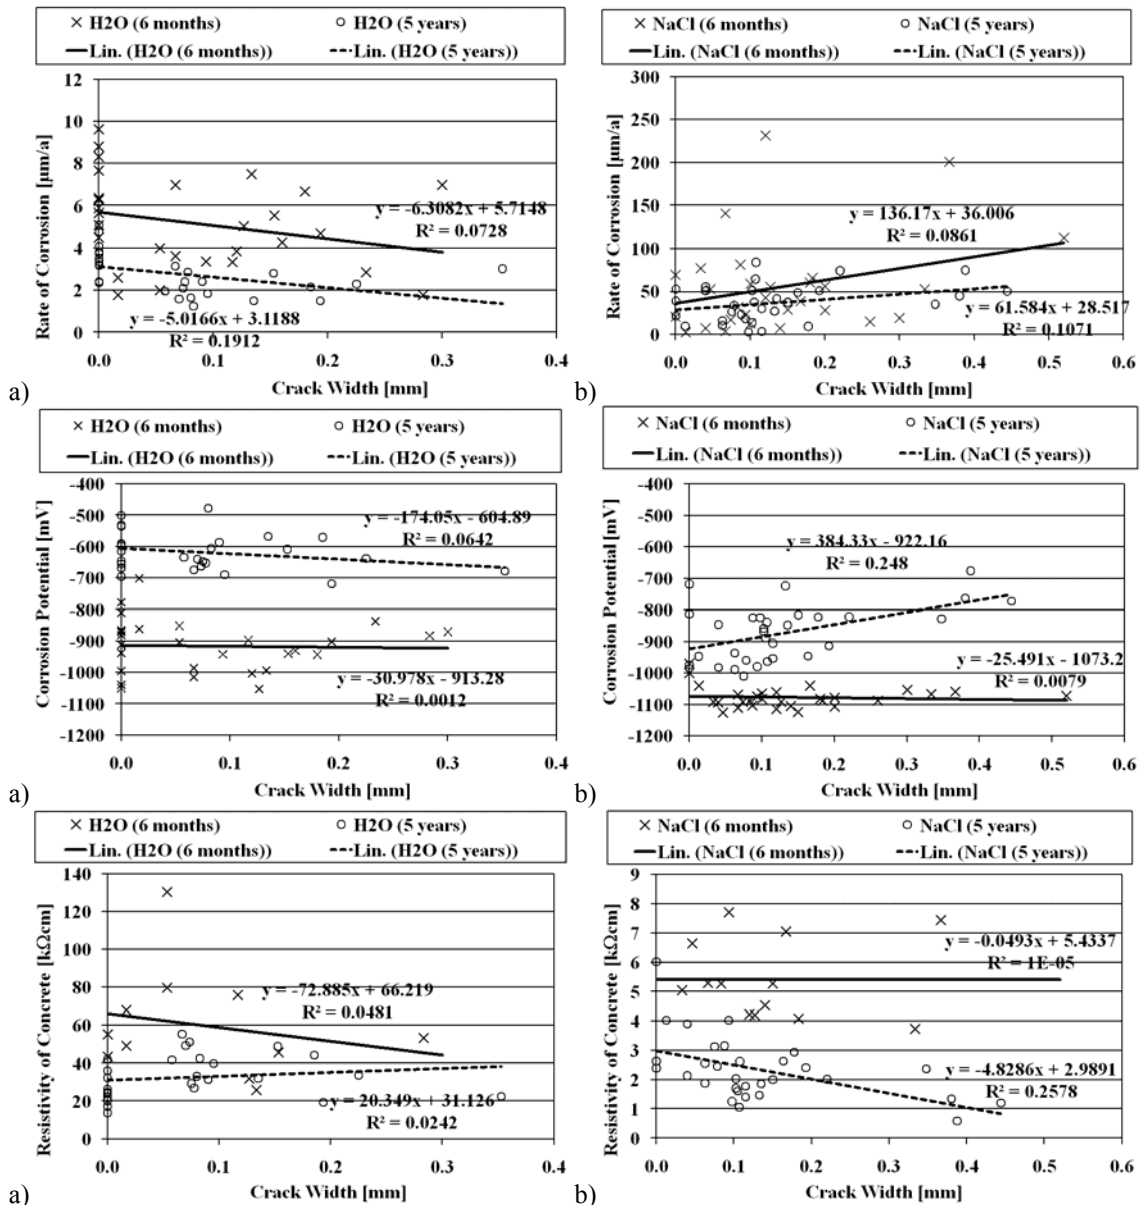 × H2O (6 months) ○ H2O (5 years)
Lin. (H2O (6 months)) Lin. (H2O (5 years))
Rate of Corrosion [µm/a]
12
10
8
6
4
2
0
y = -6.3082x + 5.7148
R² = 0.0728
y = -5.0166x + 3.1188
R² = 0.1912
0.0 0.1 0.2 0.3 0.4
Crack Width [mm]
a)
× NaCl (6 months) ○ NaCl (5 years)
Lin. (NaCl (6 months)) Lin. (NaCl (5 years))
Rate of Corrosion [µm/a]
300
250
200
150
100
50
0
y = 136.17x + 36.006
R² = 0.0861
y = 61.584x + 28.517
R² = 0.1071
0.0 0.1 0.2 0.3 0.4 0.5 0.6
Crack Width [mm]
b)
× H2O (6 months) ○ H2O (5 years)
Lin. (H2O (6 months)) Lin. (H2O (5 years))
Corrosion Potential [mV]
-400
-500
-600
-700
-800
-900
-1000
-1100
-1200
y = -174.05x - 604.89
R² = 0.0642
y = -30.978x - 913.28
R² = 0.0012
0.0 0.1 0.2 0.3 0.4
Crack Width [mm]
a)
× NaCl (6 months) ○ NaCl (5 years)
Lin. (NaCl (6 months)) Lin. (NaCl (5 years))
Corrosion Potential [mV]
-400
-500
-600
-700
-800
-900
-1000
-1100
-1200
y = 384.33x - 922.16
R² = 0.248
y = -25.491x - 1073.2
R² = 0.0079
0.0 0.1 0.2 0.3 0.4 0.5 0.6
Crack Width [mm]
b)
× H2O (6 months) ○ H2O (5 years)
Lin. (H2O (6 months)) Lin. (H2O (5 years))
Resistivity of Concrete [kΩcm]
140
120
100
80
60
40
20
0
y = -72.885x + 66.219
R² = 0.0481
y = 20.349x + 31.126
R² = 0.0242
0.0 0.1 0.2 0.3 0.4
Crack Width [mm]
a)
× NaCl (6 months) ○ NaCl (5 years)
Lin. (NaCl (6 months)) Lin. (NaCl (5 years))
Resistivity of Concrete [kΩcm]
9
8
7
6
5
4
3
2
1
0
y = -0.0493x + 5.4337
R² = 1E-05
y = -4.8286x + 2.9891
R² = 0.2578
0.0 0.1 0.2 0.3 0.4 0.5 0.6
Crack Width [mm]
b)